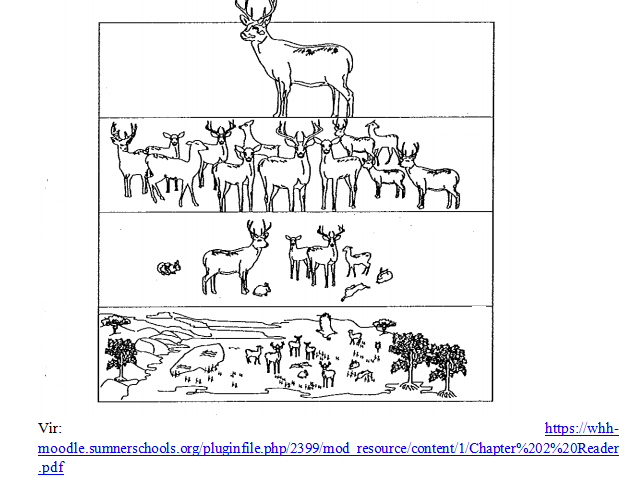 Vir: https://whh-
moodle.sumnerschools.org/pluginfile.php/2399/mod_resource/content/1/Chapter%202%20Reader
.pdf